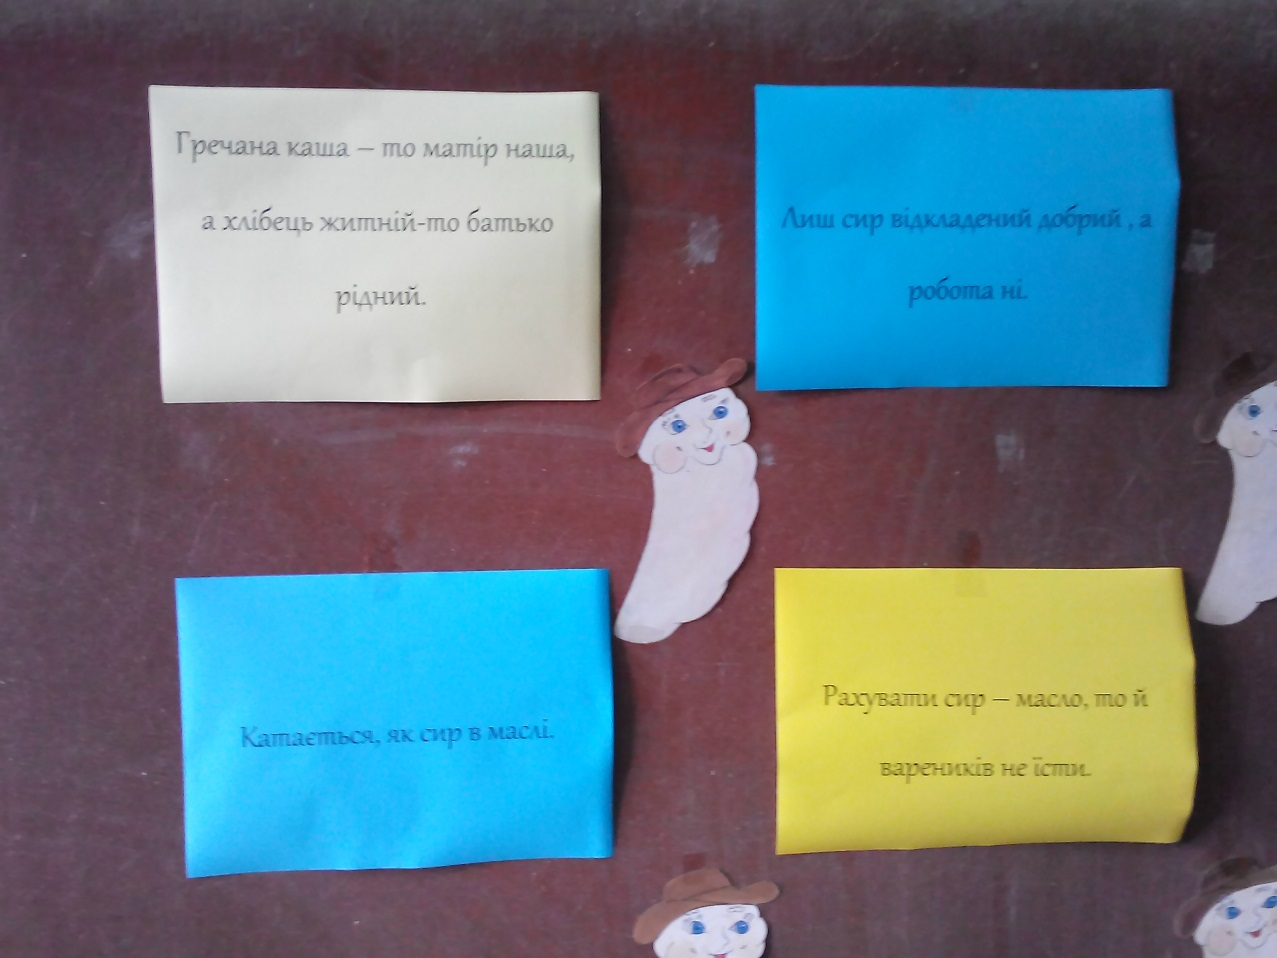 Гречана каша – то матір наша,
а хлібець житній-то батько
рідний.
Лиш сир відкладений добрий , а
робота ні.
Катається, як сир в маслі.
Рахувати сир – масло, то й
вареників не їсти.